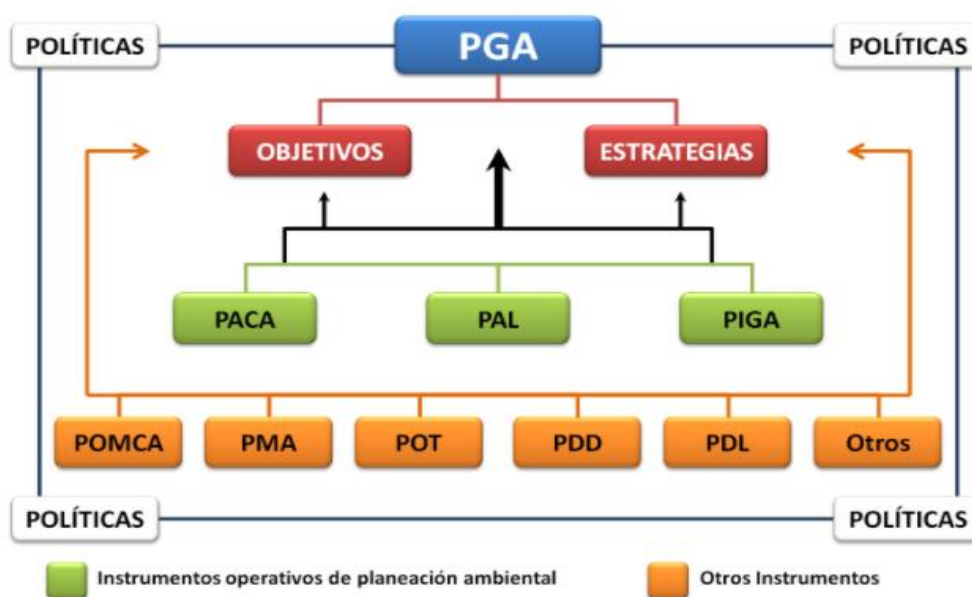 POLÍTICAS
PGA
POLÍTICAS
OBJETIVOS
ESTRATEGIAS
PACA
PAL
PIGA
POMCA
PMA
POT
PDD
PDL
Otros
POLÍTICAS
POLÍTICAS
Instrumentos operativos de planeación ambiental
Otros Instrumentos